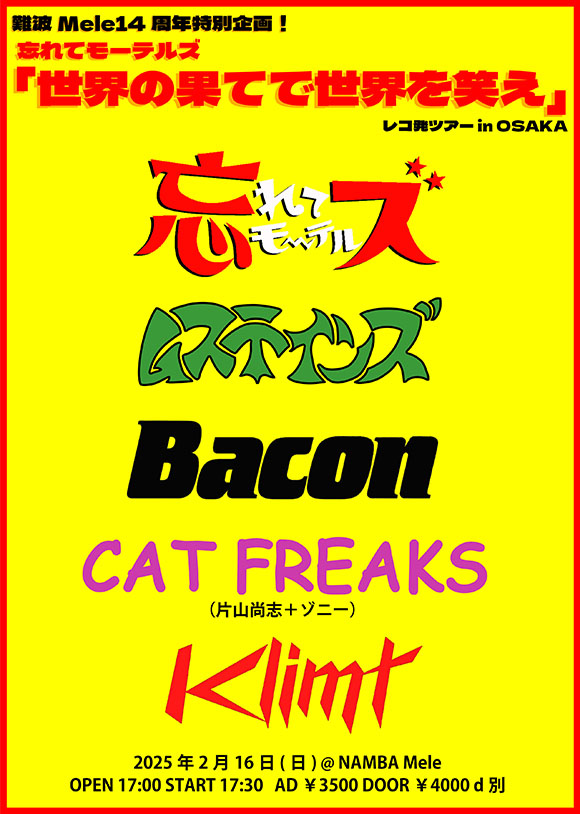 難波 Mele14 周年特別企画！
忘れてモーテルズ
「世界の果てで世界を笑え」
レコ発ツアー in OSAKA
忘れてモーテルズ
ムスティンズ
Bacon
CAT FREAKS
（片山尚志＋ゾニー）
Klimt
2025 年 2 月 16 日 ( 日 ) @ NAMBA Mele
OPEN 17:00 START 17:30 AD ￥3500 DOOR ￥4000 d 別